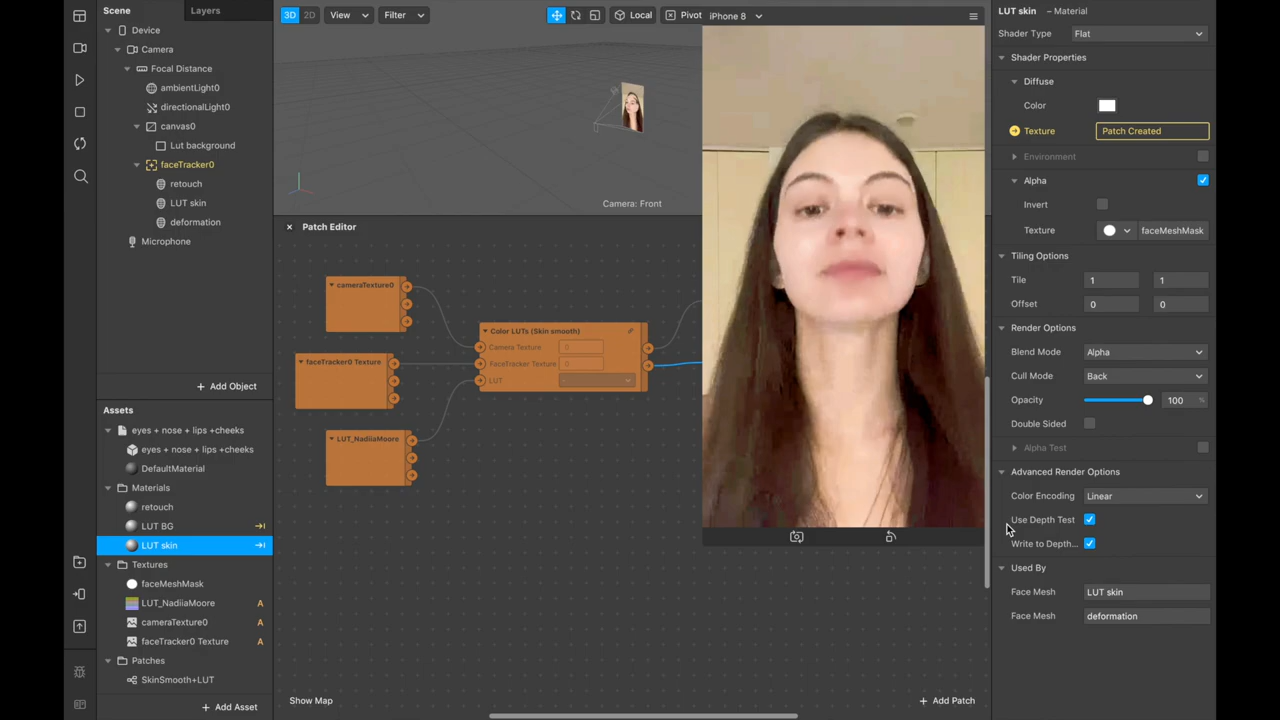 Scene
Layers
Device
Camera
Focal Distance
ambientLight0
directionalLight0
canvas0
Lut background
faceTracker0
retouch
LUT skin
deformation
Microphone
+ Add Object
Assets
eyes + nose + lips +cheeks
eyes + nose + lips +cheeks
DefaultMaterial
Materials
retouch
LUT BG
LUT skin
Textures
faceMeshMask
LUT_NadiiaMoore A
cameraTexture0 A
faceTracker0 Texture A
Patches
SkinSmooth+LUT
+ Add Asset
3D 2D View Filter Local Pivot iPhone 8
Camera: Front
Patch Editor
cameraTexture0
faceTracker0 Texture
LUT_NadiiaMoore
Color LUTs (Skin smooth)
Camera Texture 0
FaceTracker Texture 0
LUT -
Show Map
+ Add Patch
LUT skin – Material
Shader Type Flat
Shader Properties
Diffuse
Color
Texture Patch Created
Environment
Alpha
Invert
Texture faceMeshMask
Tiling Options
Tile 1 1
Offset 0 0
Render Options
Blend Mode Alpha
Cull Mode Back
Opacity 100 %
Double Sided
Alpha Test
Advanced Render Options
Color Encoding Linear
Use Depth Test
Write to Depth...
Used By
Face Mesh LUT skin
Face Mesh deformation